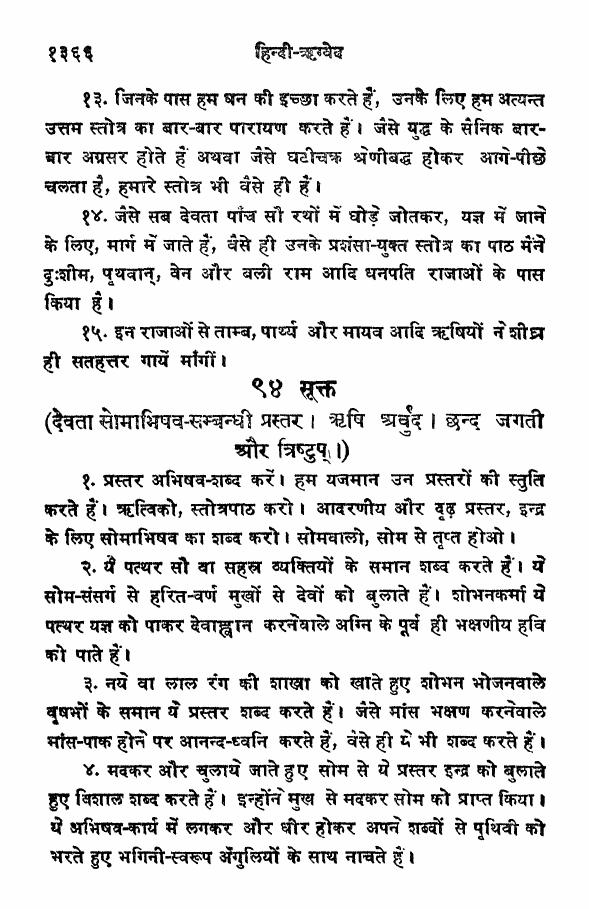 १३६६ हिन्दी-ऋग्वेद
१३. जिनके पास हम धन की इच्छा करते हैं, उनके लिए हम अत्यन्त
उत्तम स्तोत्र का बार-बार पारायण करते हैं। जैसे युद्ध के सैनिक बार-
बार अग्रसर होते हैं अथवा जैसे घटीचक्र श्रेणीबद्ध होकर आगे-पीछे
चलता है, हमारे स्तोत्र भी वैसे ही हैं।
१४. जैसे सब देवता पाँच सौ रथों में घोड़े जोतकर, यज्ञ में जाने
के लिए, मार्ग में जाते हैं, वैसे ही उनके प्रशंसा-युक्त स्तोत्र का पाठ मैंने
दुःशीम, पृथवान्, वेन और बली राम आदि धनपति राजाओं के पास
किया है।
१५. इन राजाओं से ताम्ब, पार्थ्य और मायव आदि ऋषियों ने शीघ्र
ही सतहत्तर गायें माँगीं।
९४ सूक्त
(देवता सोमाभिषव-सम्बन्धी प्रस्तर। ऋषि अर्वुद। छन्द जगती
और त्रिष्टुप्।)
१. प्रस्तर अभिषव-शब्द करें। हम यजमान उन प्रस्तरों की स्तुति
करते हैं। ऋत्विको, स्तोत्रपाठ करो। आदरणीय और दृढ़ प्रस्तर, इन्द्र
के लिए सोमाभिषव का शब्द करो। सोमवालो, सोम से तृप्त होओ।
२. ये पत्थर सौ वा सहस्र व्यक्तियों के समान शब्द करते हैं। ये
सोम-संसर्ग से हरित-वर्ण मुखों से देवों को बुलाते हैं। शोभनकर्मा ये
पत्थर यज्ञ को पाकर देवाह्वान करनेवाले अग्नि के पूर्व ही भक्षणीय हवि
को पाते हैं।
३. नये वा लाल रंग की शाखा को खाते हुए शोभन भोजनवाले
वृषभों के समान ये प्रस्तर शब्द करते हैं। जैसे मांस भक्षण करनेवाले
मांस-पाक होने पर आनन्द-ध्वनि करते हैं, वैसे ही ये भी शब्द करते हैं।
४. मदकर और चुलाये जाते हुए सोम से ये प्रस्तर इन्द्र को बुलाते
हुए विशाल शब्द करते हैं। इन्होंने मुख से मदकर सोम को प्राप्त किया।
ये अभिषव-कार्य में लगकर और धीर होकर अपने शब्दों से पृथिवी को
भरते हुए भगिनी-स्वरूप अँगुलियों के साथ नाचते हैं।